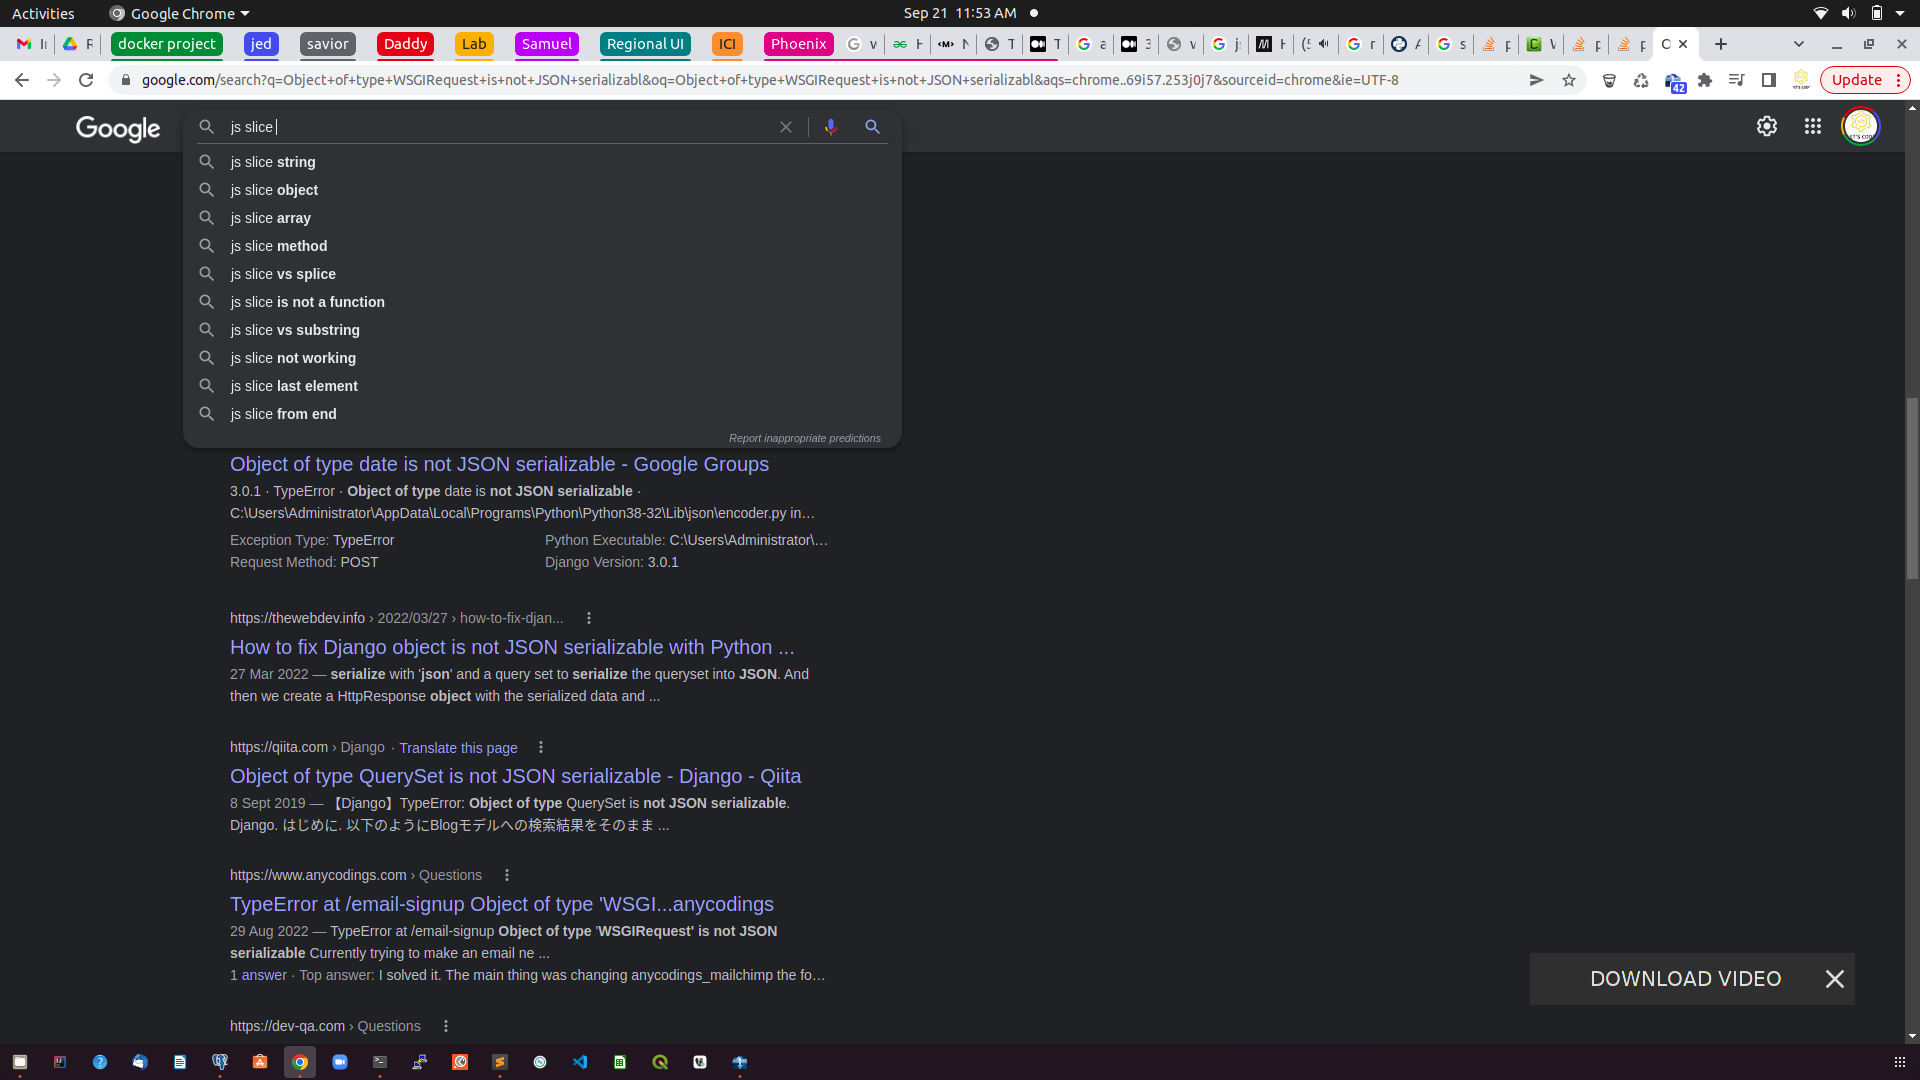 Activities
Google Chrome
Sep 21 11:53 AM
docker project
jed
savior
Daddy
Lab
Samuel
Regional UI
ICI
Phoenix
google.com/search?q=Object+of+type+WSGIRequest+is+not+JSON+serializabl&oq=Object+of+type+WSGIRequest+is+not+JSON+serializabl&aqs=chrome..69i57.253j0j7&sourceid=chrome&ie=UTF-8
42
Update
Google
js slice
js slice string
js slice object
js slice array
js slice method
js slice vs splice
js slice is not a function
js slice vs substring
js slice not working
js slice last element
js slice from end
Report inappropriate predictions
Object of type date is not JSON serializable - Google Groups
3.0.1 · TypeError · Object of type date is not JSON serializable ·
C:\Users\Administrator\AppData\Local\Programs\Python\Python38-32\Lib\json\encoder.py in…
Exception Type: TypeError
Python Executable: C:\Users\Administrator\…
Request Method: POST
Django Version: 3.0.1
https://thewebdev.info › 2022/03/27 › how-to-fix-djan...
How to fix Django object is not JSON serializable with Python ...
27 Mar 2022 — serialize with 'json' and a query set to serialize the queryset into JSON. And
then we create a HttpResponse object with the serialized data and ...
https://qiita.com › Django · Translate this page
Object of type QuerySet is not JSON serializable - Django - Qiita
8 Sept 2019 — 【Django】TypeError: Object of type QuerySet is not JSON serializable.
Django. はじめに. 以下のようにBlogモデルへの検索結果をそのまま ...
https://www.anycodings.com › Questions
TypeError at /email-signup Object of type 'WSGI...anycodings
29 Aug 2022 — TypeError at /email-signup Object of type 'WSGIRequest' is not JSON
serializable Currently trying to make an email ne ...
1 answer · Top answer: I solved it. The main thing was changing anycodings_mailchimp the fo…
https://dev-qa.com › Questions
DOWNLOAD VIDEO